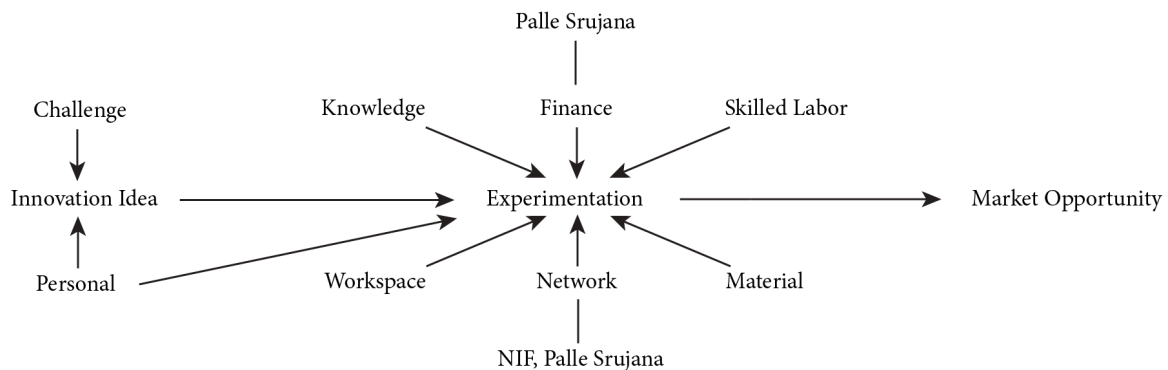 Palle Srujana
Challenge
Knowledge
Finance
Skilled Labor
Innovation Idea
Experimentation
Market Opportunity
Personal
Workspace
Network
Material
NIF, Palle Srujana